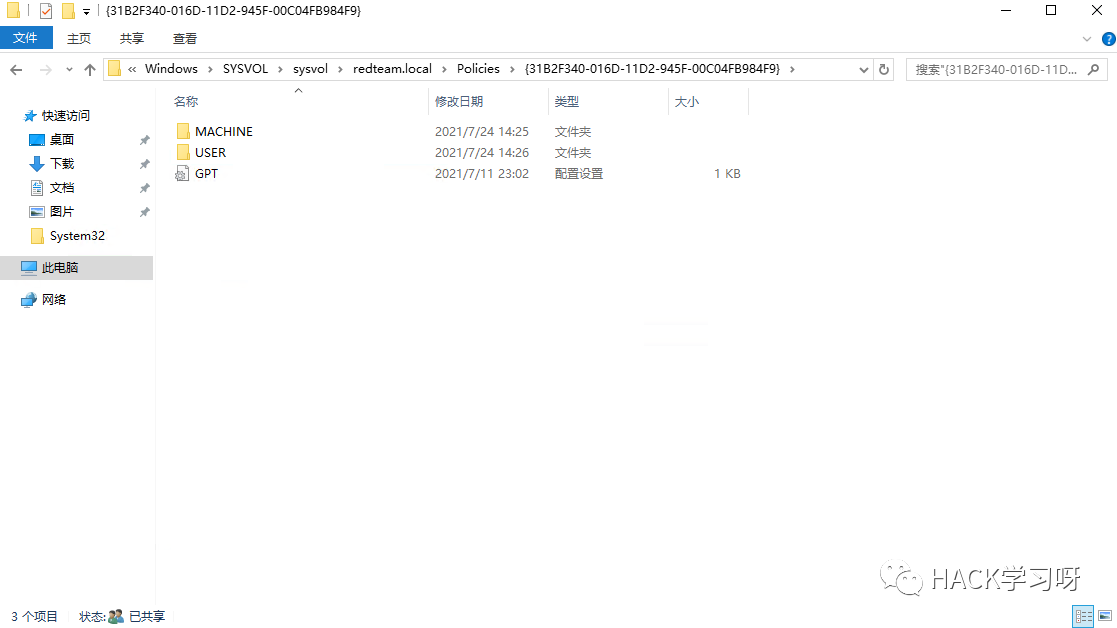 {31B2F340-016D-11D2-945F-00C04FB984F9}
文件 主页 共享 查看
« Windows › SYSVOL › sysvol › redteam.local › Policies › {31B2F340-016D-11D2-945F-00C04FB984F9} ›
搜索"{31B2F340-016D-11D...
名称 修改日期 类型 大小
快速访问
桌面
下载
文档
图片
System32
此电脑
网络
MACHINE 2021/7/24 14:25 文件夹
USER 2021/7/24 14:26 文件夹
GPT 2021/7/11 23:02 配置设置 1 KB
HACK学习呀
3 个项目 状态: 已共享